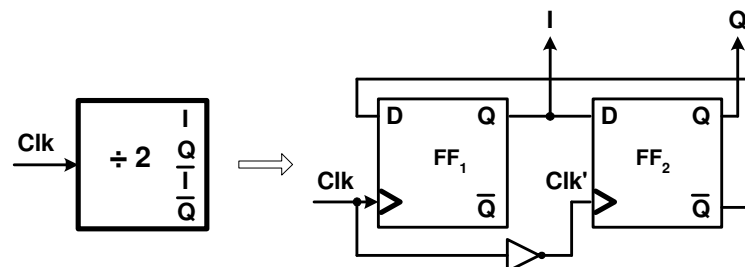 I Q
Clk
÷ 2
I
Q
I̅
Q̅
D Q
FF₁
Q̅
Clk
D Q
FF₂
Q̅
Clk'